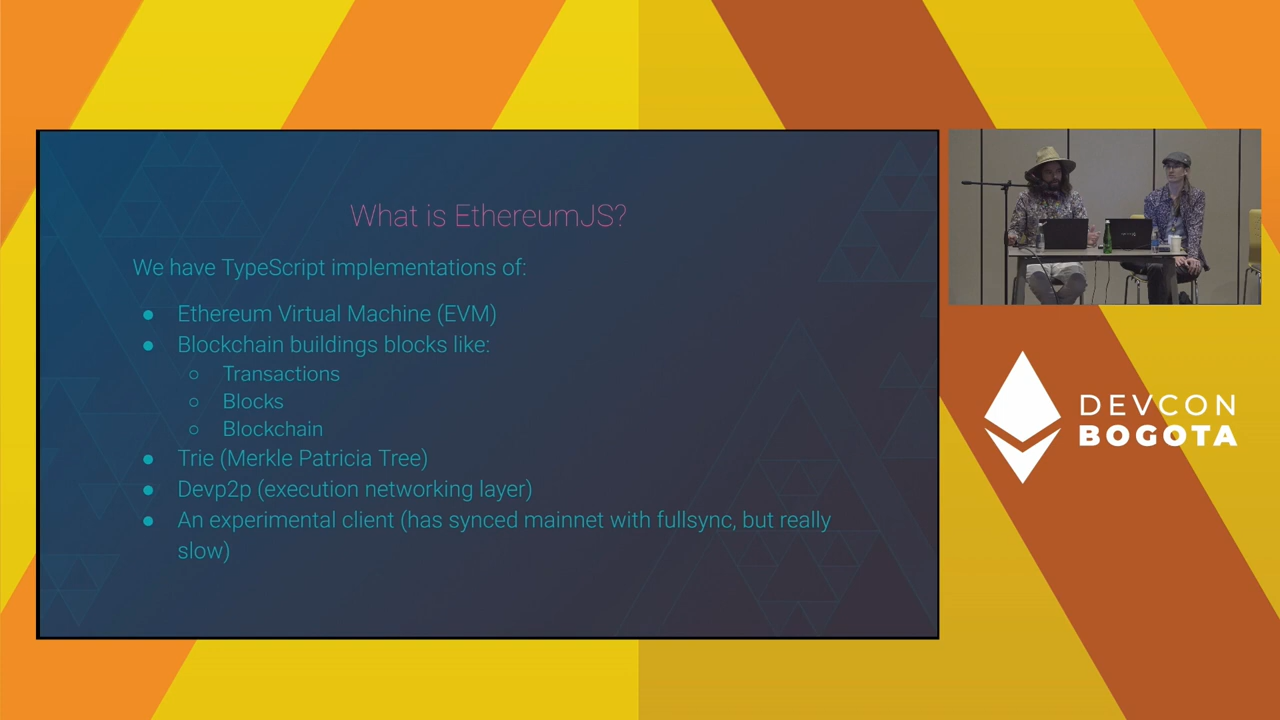 What is EthereumJS?
We have TypeScript implementations of:
● Ethereum Virtual Machine (EVM)
● Blockchain buildings blocks like:
○ Transactions
○ Blocks
○ Blockchain
● Trie (Merkle Patricia Tree)
● Devp2p (execution networking layer)
● An experimental client (has synced mainnet with fullsync, but really
slow)
DEVCON
BOGOTA